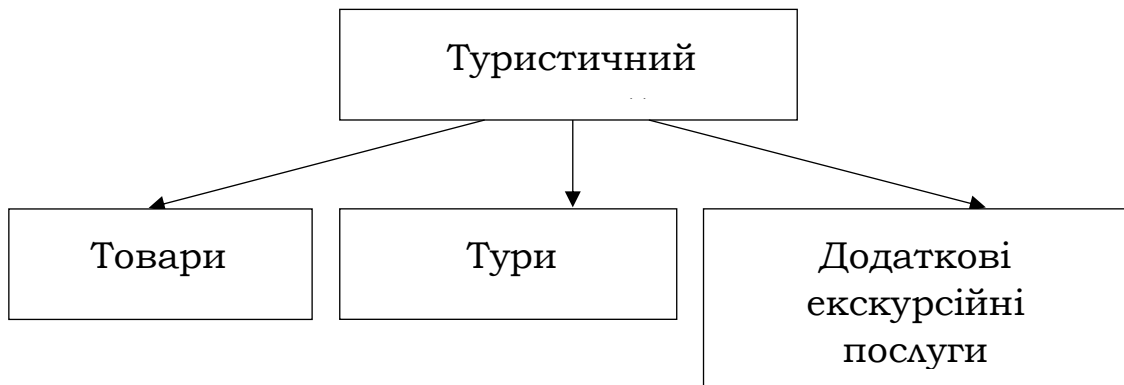 Туристичний
Товари
Тури
Додаткові
екскурсійні
послуги